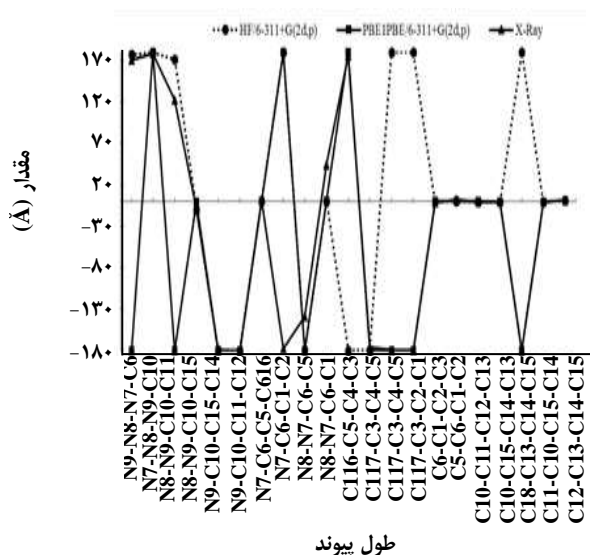 HF/6-311+G(2d,p) PBE1PBE/6-311+G(2d,p) X-Ray
۱۷۰
۱۲۰
۷۰
۲۰
-۳۰
-۸۰
-۱۳۰
-۱۸۰
مقدار (Å)
N9-N8-N7-C6
N7-N8-N9-C10
N8-N9-C10-C11
N8-N9-C10-C15
N9-C10-C15-C14
N9-C10-C11-C12
N7-C6-C5-C616
N7-C6-C1-C2
N8-N7-C6-C5
N8-N7-C6-C1
C116-C5-C4-C3
C117-C3-C4-C5
C117-C3-C4-C5
C117-C3-C2-C1
C6-C1-C2-C3
C5-C6-C1-C2
C10-C11-C12-C13
C10-C15-C14-C13
C18-C13-C14-C15
C11-C10-C15-C14
C12-C13-C14-C15
طول پیوند